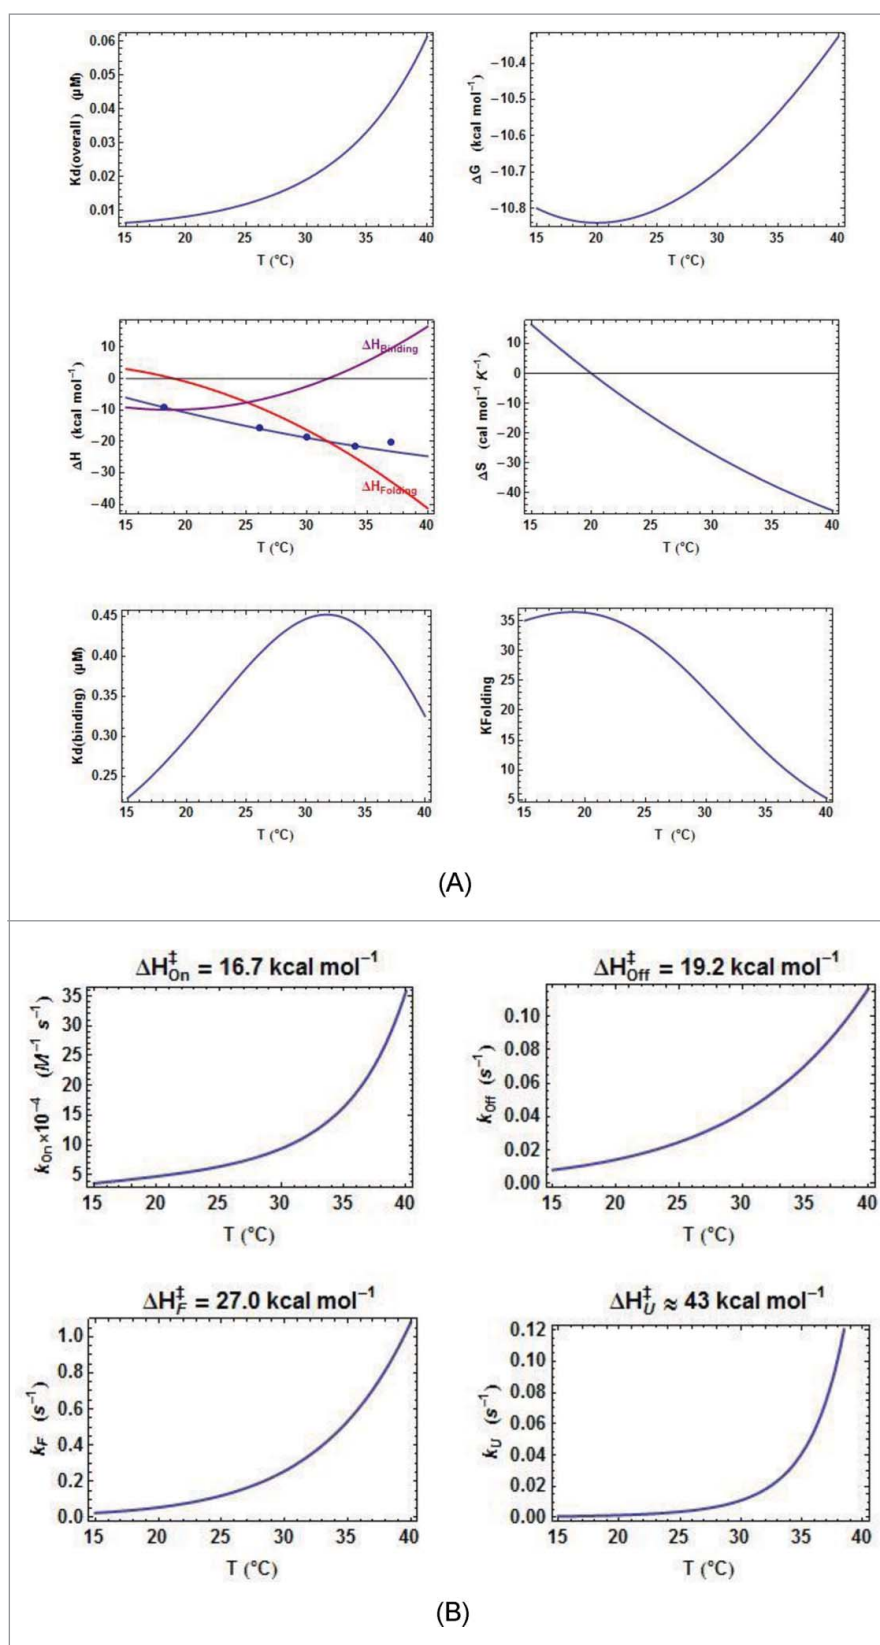 Kd(overall) (μM)
0.06
0.05
0.04
0.03
0.02
0.01
15 20 25 30 35 40
T (°C)
ΔG (kcal mol⁻¹)
−10.4
−10.5
−10.6
−10.7
−10.8
15 20 25 30 35 40
T (°C)
ΔH (kcal mol⁻¹)
10
0
−10
−20
−30
−40
ΔH_Binding
ΔH_Folding
15 20 25 30 35 40
T (°C)
ΔS (cal mol⁻¹ K⁻¹)
10
0
−10
−20
−30
−40
15 20 25 30 35 40
T (°C)
Kd(binding) (μM)
0.45
0.40
0.35
0.30
0.25
15 20 25 30 35 40
T (°C)
KFolding
35
30
25
20
15
10
5
15 20 25 30 35 40
T (°C)
(A)
ΔH‡On = 16.7 kcal mol⁻¹
kOn×10⁻⁴ (M⁻¹ s⁻¹)
35
30
25
20
15
10
5
15 20 25 30 35 40
T (°C)
ΔH‡Off = 19.2 kcal mol⁻¹
kOff (s⁻¹)
0.10
0.08
0.06
0.04
0.02
0.00
15 20 25 30 35 40
T (°C)
ΔH‡F = 27.0 kcal mol⁻¹
kF (s⁻¹)
1.0
0.8
0.6
0.4
0.2
0.0
15 20 25 30 35 40
T (°C)
ΔH‡U ≈ 43 kcal mol⁻¹
kU (s⁻¹)
0.12
0.10
0.08
0.06
0.04
0.02
0.00
15 20 25 30 35 40
T (°C)
(B)